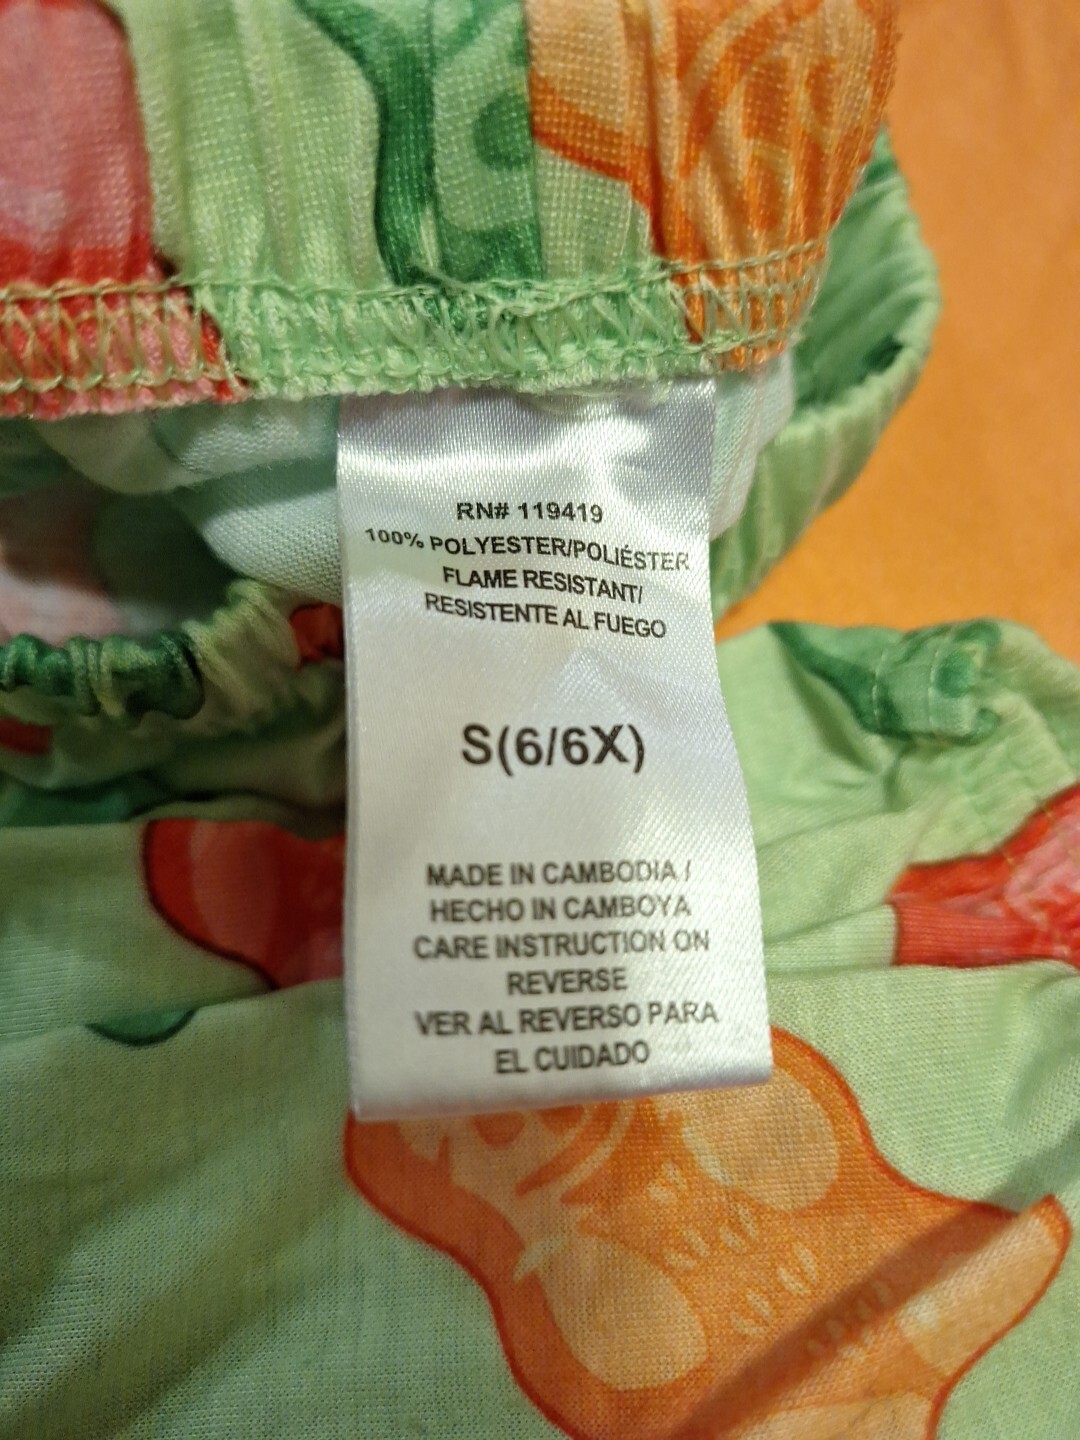 RN# 119419
100% POLYESTER/POLIÉSTER
FLAME RESISTANT/
RESISTENTE AL FUEGO
S(6/6X)
MADE IN CAMBODIA /
HECHO IN CAMBOYA
CARE INSTRUCTION ON
REVERSE
VER AL REVERSO PARA
EL CUIDADO